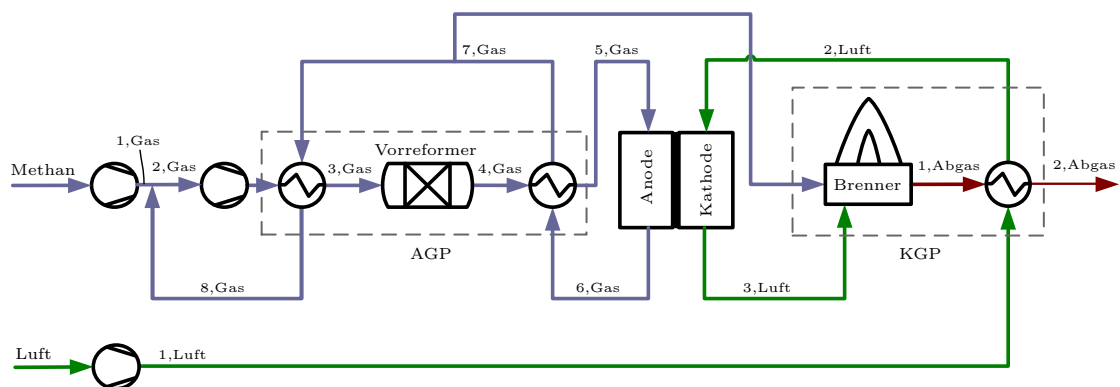 7,Gas
5,Gas
2,Luft
1,Gas
Vorreformer
Methan
2,Gas
3,Gas
4,Gas
Anode
Kathode
Brenner
1,Abgas
2,Abgas
AGP
KGP
8,Gas
6,Gas
3,Luft
Luft
1,Luft